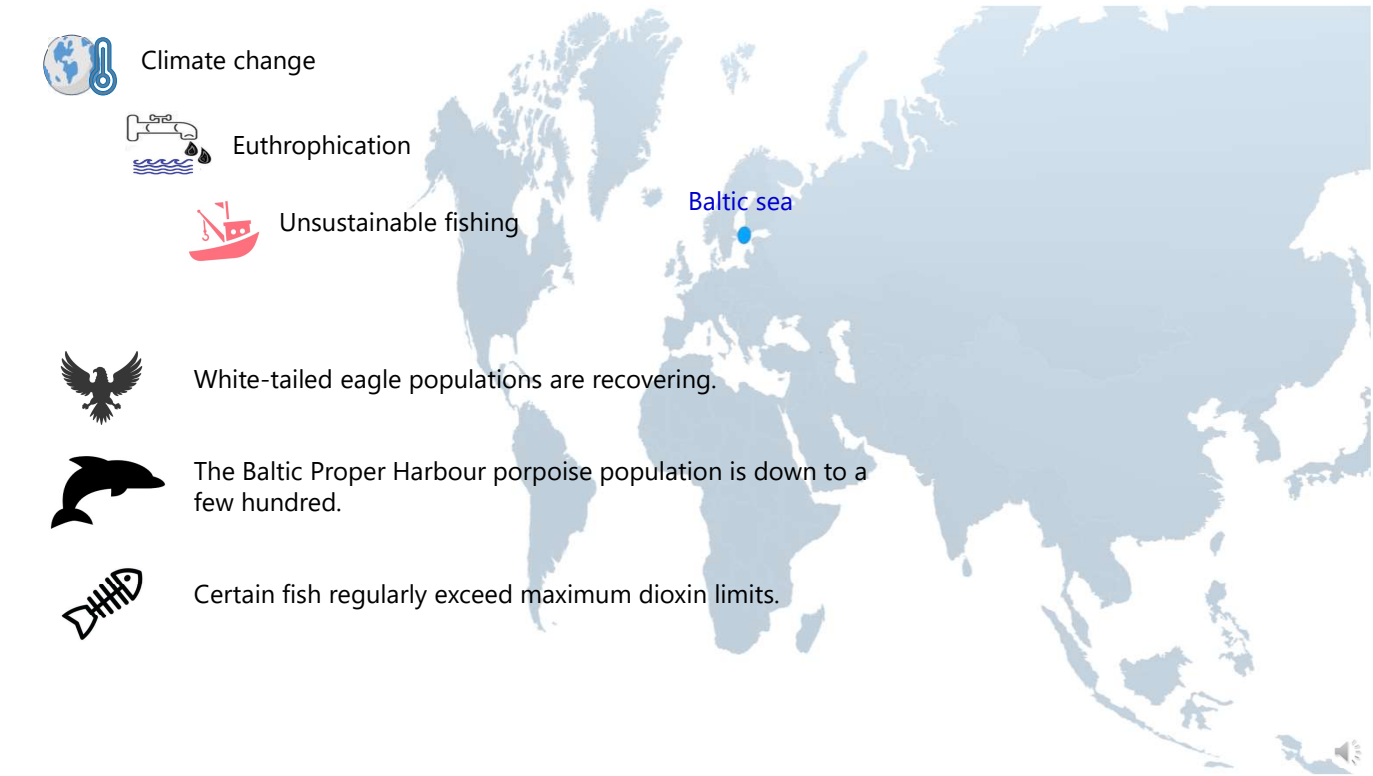 Climate change
Euthrophication
Unsustainable fishing
Baltic sea
White-tailed eagle populations are recovering.
The Baltic Proper Harbour porpoise population is down to a
few hundred.
Certain fish regularly exceed maximum dioxin limits.